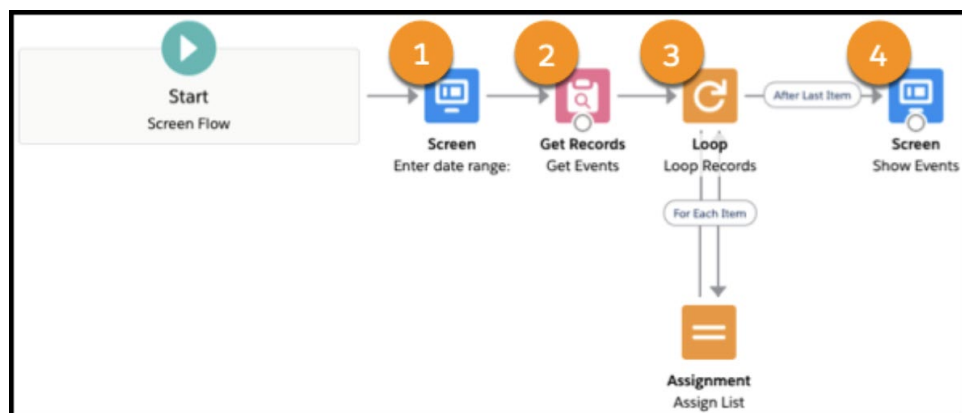 1
2
3
4
Start
Screen Flow
Screen
Enter date range:
Get Records
Get Events
Loop
Loop Records
After Last Item
Screen
Show Events
For Each Item
Assignment
Assign List